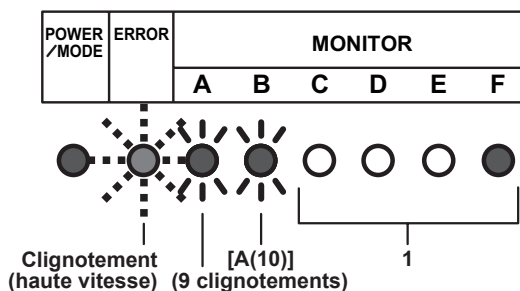 POWER
/MODE
ERROR
MONITOR
A B C D E F
Clignotement
(haute vitesse)
[A(10)]
(9 clignotements)
1